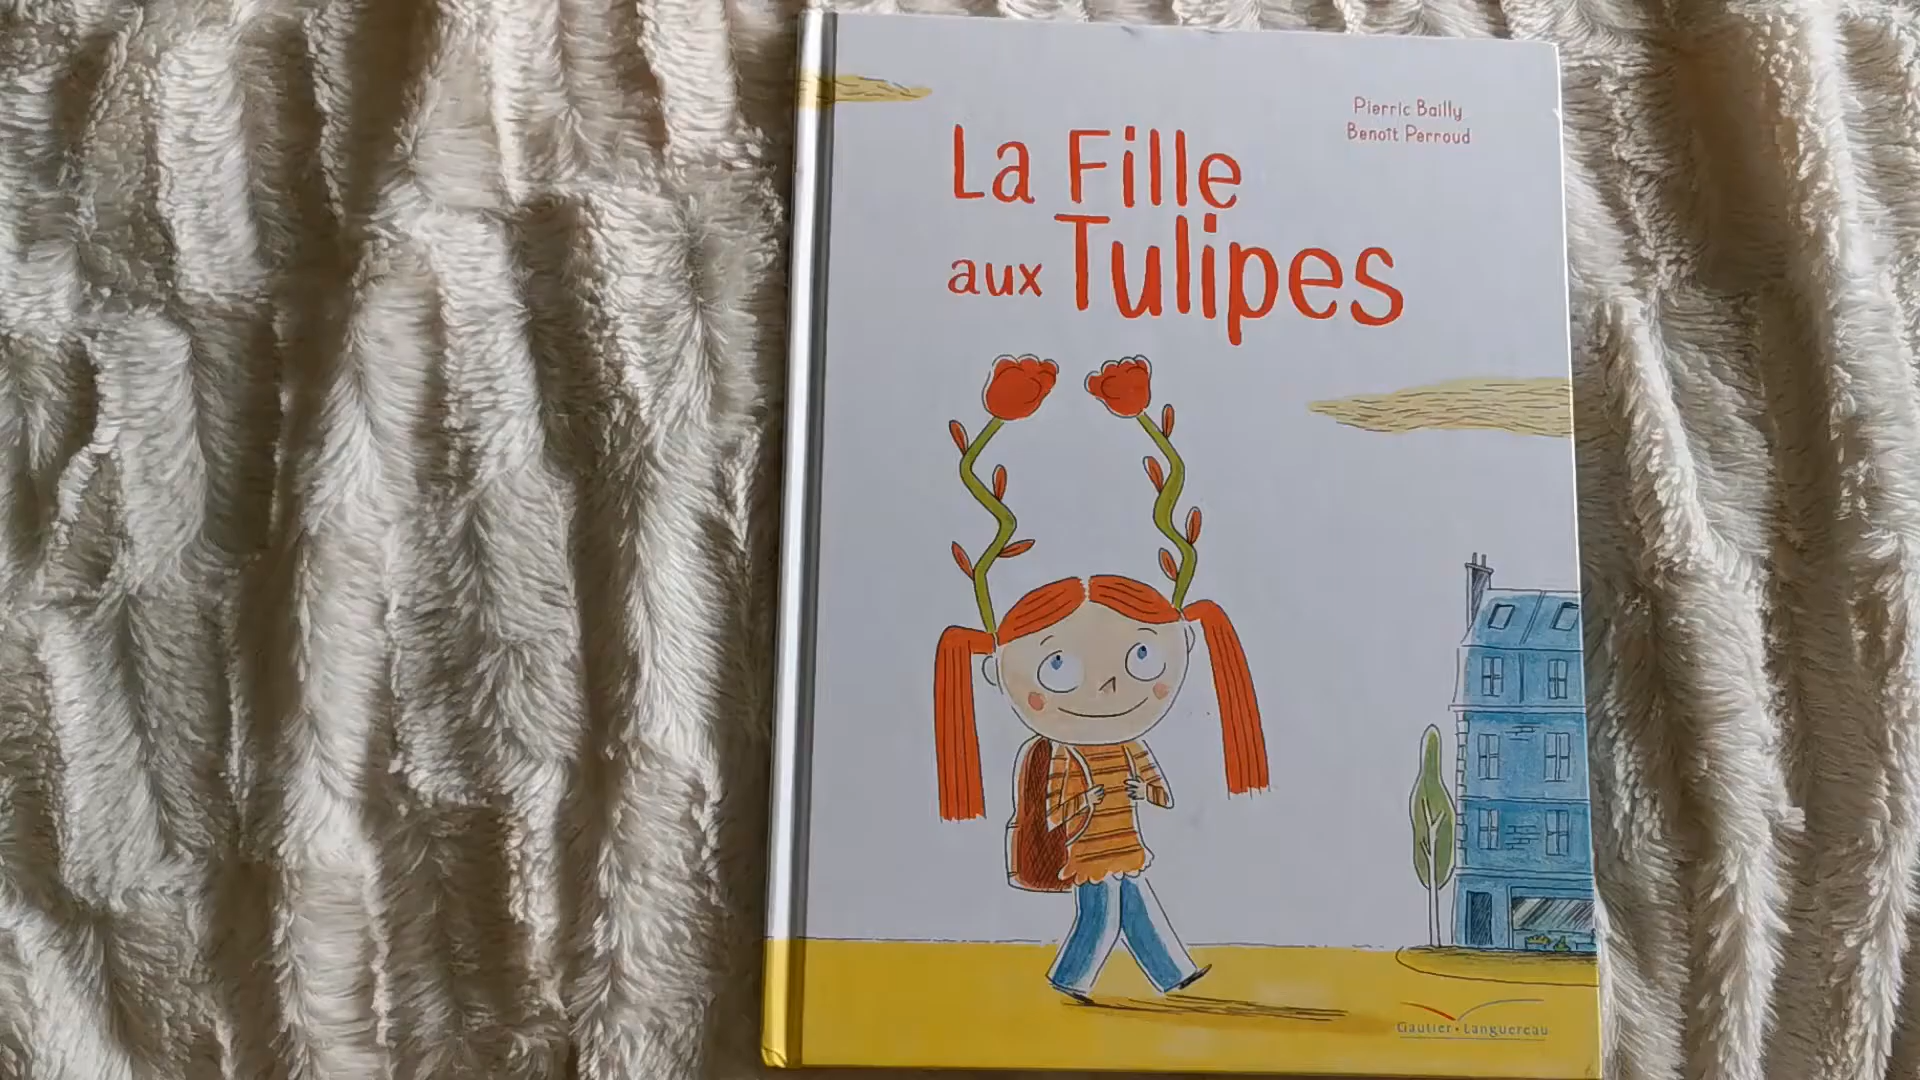 Pierric Bailly
Benoît Perroud
La Fille
aux Tulipes
Gautier • Languereau